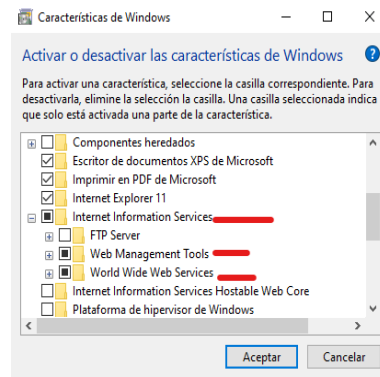 Características de Windows
Activar o desactivar las características de Windows
Para activar una característica, seleccione la casilla correspondiente. Para
desactivarla, elimine la selección la casilla. Una casilla seleccionada indica
que solo está activada una parte de la característica.
Componentes heredados
Escritor de documentos XPS de Microsoft
Imprimir en PDF de Microsoft
Internet Explorer 11
Internet Information Services
FTP Server
Web Management Tools
World Wide Web Services
Internet Information Services Hostable Web Core
Plataforma de hipervisor de Windows
Aceptar Cancelar